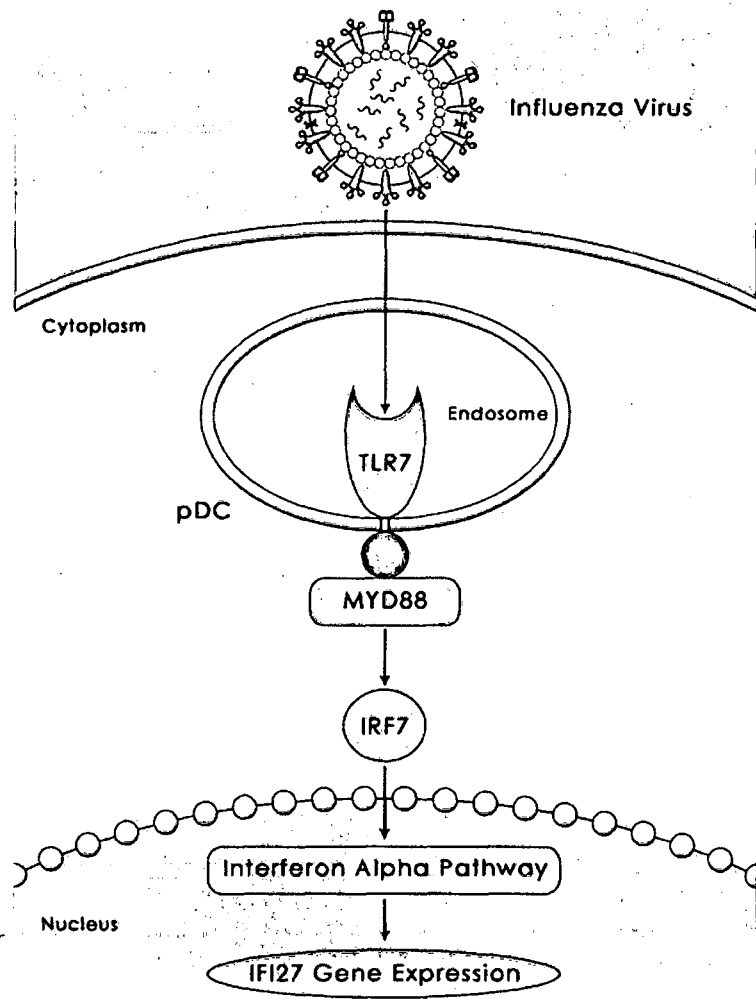 Influenza Virus
Cytoplasm
Endosome
TLR7
pDC
MYD88
IRF7
Interferon Alpha Pathway
Nucleus
IFI27 Gene Expression